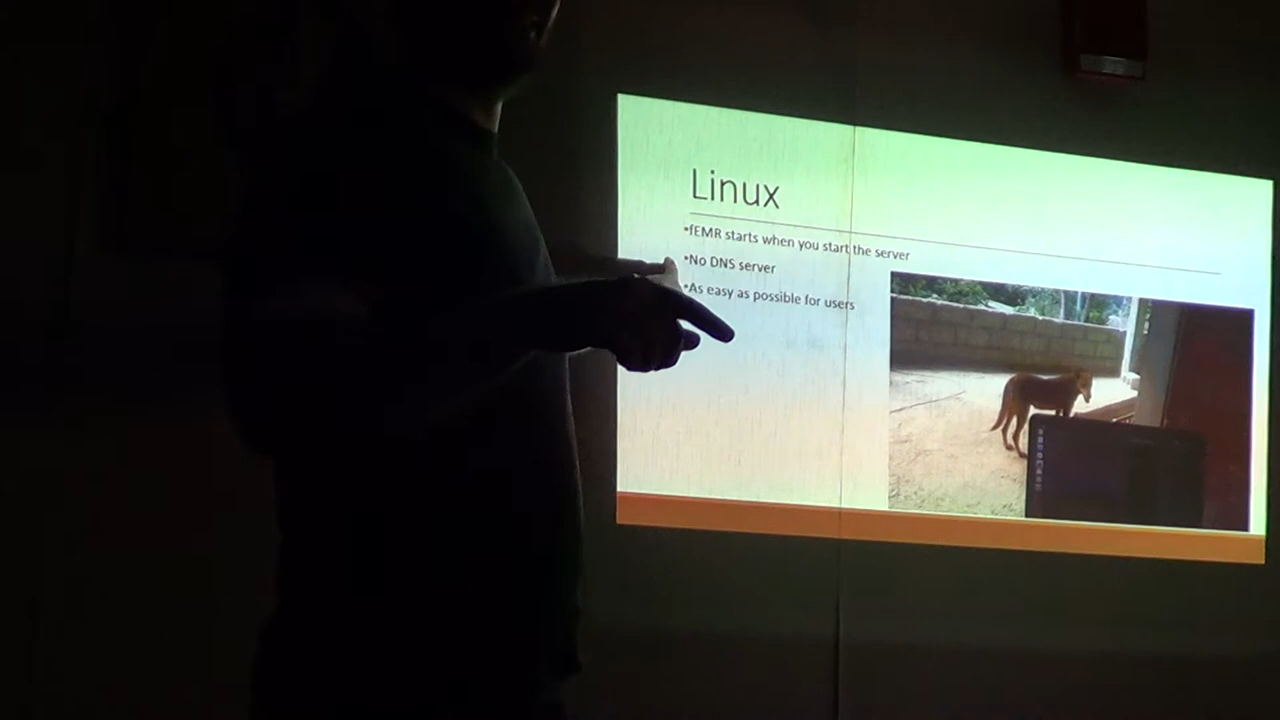 Linux
•fEMR starts when you start the server
•No DNS server
•As easy as possible for users